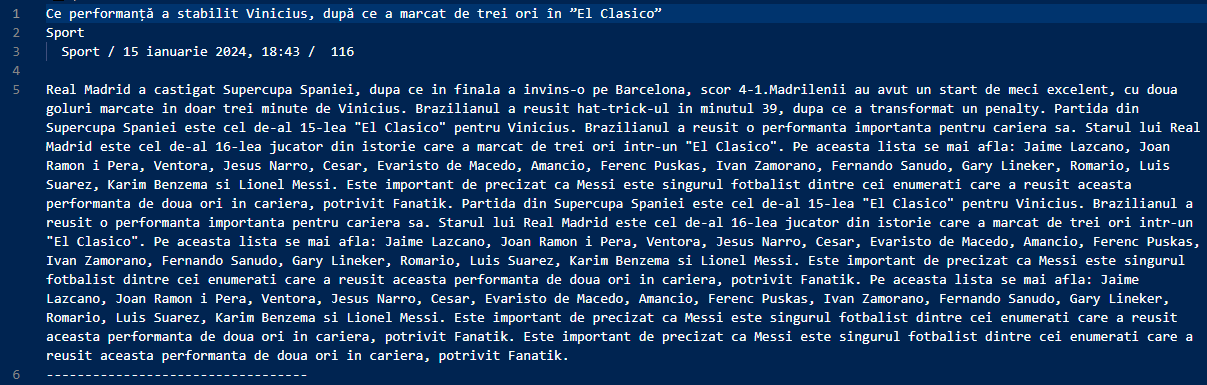 1 Ce performanță a stabilit Vinicius, după ce a marcat de trei ori în ”El Clasico”
2 Sport
3 Sport / 15 ianuarie 2024, 18:43 /  116
4
5 Real Madrid a castigat Supercupa Spaniei, dupa ce in finala a invins-o pe Barcelona, scor 4-1.Madrilenii au avut un start de meci excelent, cu doua
goluri marcate in doar trei minute de Vinicius. Brazilianul a reusit hat-trick-ul in minutul 39, dupa ce a transformat un penalty. Partida din
Supercupa Spaniei este cel de-al 15-lea "El Clasico" pentru Vinicius. Brazilianul a reusit o performanta importanta pentru cariera sa. Starul lui Real
Madrid este cel de-al 16-lea jucator din istorie care a marcat de trei ori intr-un "El Clasico". Pe aceasta lista se mai afla: Jaime Lazcano, Joan
Ramon i Pera, Ventora, Jesus Narro, Cesar, Evaristo de Macedo, Amancio, Ferenc Puskas, Ivan Zamorano, Fernando Sanudo, Gary Lineker, Romario, Luis
Suarez, Karim Benzema si Lionel Messi. Este important de precizat ca Messi este singurul fotbalist dintre cei enumerati care a reusit aceasta
performanta de doua ori in cariera, potrivit Fanatik. Partida din Supercupa Spaniei este cel de-al 15-lea "El Clasico" pentru Vinicius. Brazilianul a
reusit o performanta importanta pentru cariera sa. Starul lui Real Madrid este cel de-al 16-lea jucator din istorie care a marcat de trei ori intr-un
"El Clasico". Pe aceasta lista se mai afla: Jaime Lazcano, Joan Ramon i Pera, Ventora, Jesus Narro, Cesar, Evaristo de Macedo, Amancio, Ferenc Puskas,
Ivan Zamorano, Fernando Sanudo, Gary Lineker, Romario, Luis Suarez, Karim Benzema si Lionel Messi. Este important de precizat ca Messi este singurul
fotbalist dintre cei enumerati care a reusit aceasta performanta de doua ori in cariera, potrivit Fanatik. Pe aceasta lista se mai afla: Jaime
Lazcano, Joan Ramon i Pera, Ventora, Jesus Narro, Cesar, Evaristo de Macedo, Amancio, Ferenc Puskas, Ivan Zamorano, Fernando Sanudo, Gary Lineker,
Romario, Luis Suarez, Karim Benzema si Lionel Messi. Este important de precizat ca Messi este singurul fotbalist dintre cei enumerati care a reusit
aceasta performanta de doua ori in cariera, potrivit Fanatik. Este important de precizat ca Messi este singurul fotbalist dintre cei enumerati care a
reusit aceasta performanta de doua ori in cariera, potrivit Fanatik.
6 ----------------------------------